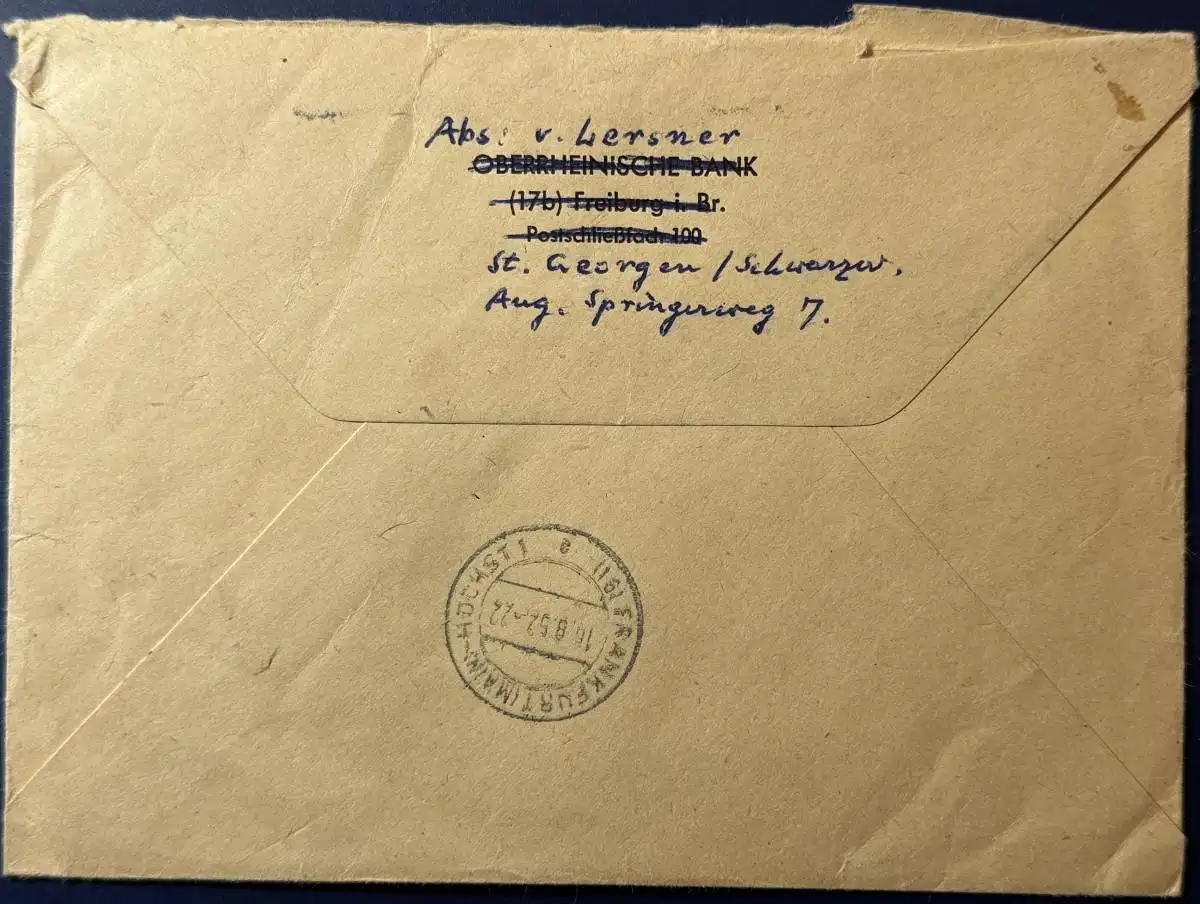 Abs: v. Lersner
OBERRHEINISCHE BANK
(17b) Freiburg i. Br.
Postschließfach 100
St. Georgen / Schwarzw.
Aug. Springerweg 7.
(16) FRANKFURT (MAIN)-HÖCHST 1
16.8.52-22